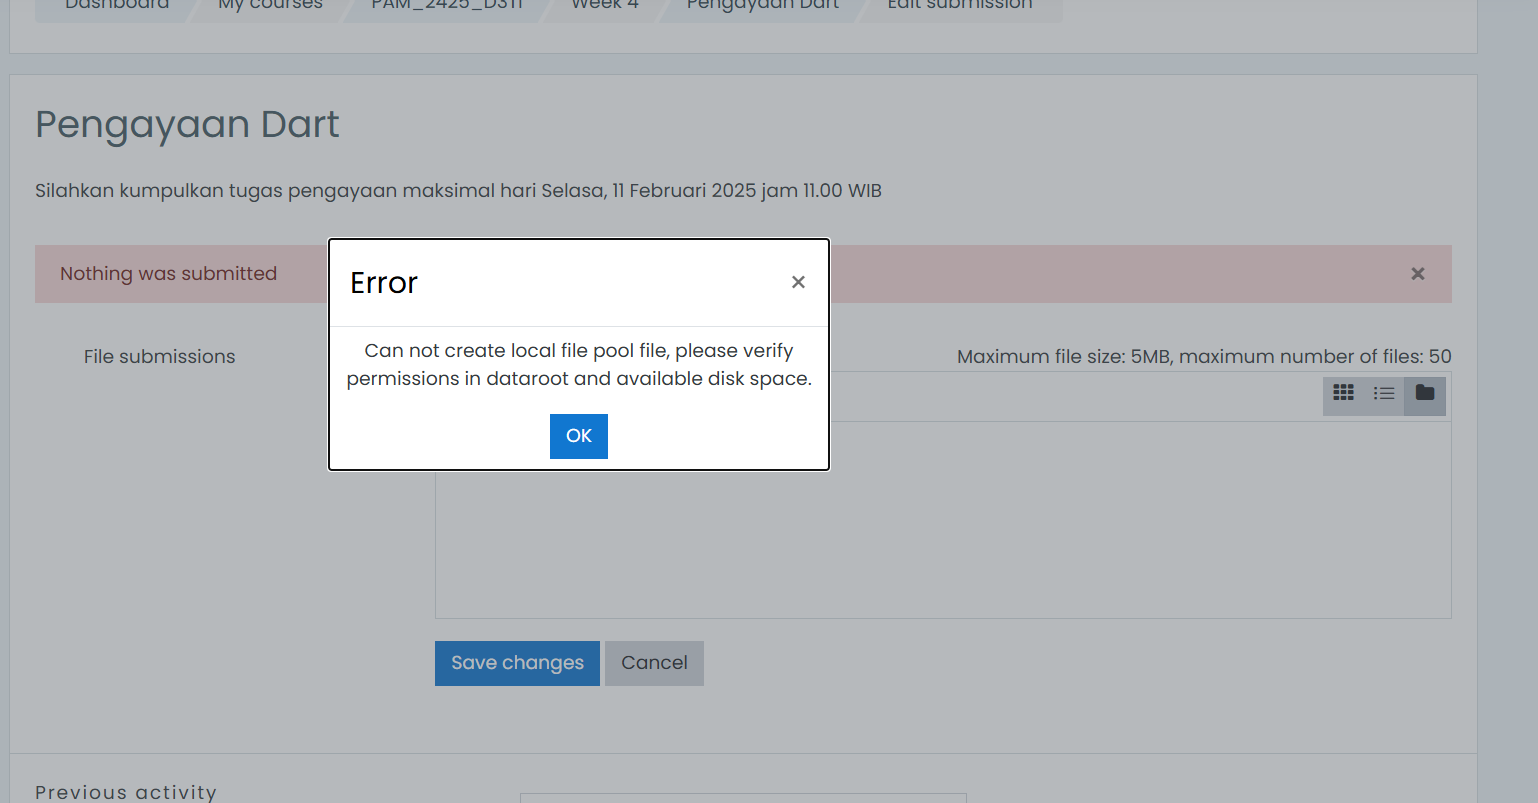 Dashboard My courses PAM_2425_D3TI Week 4 Pengayaan Dart Edit submission
Pengayaan Dart
Silahkan kumpulkan tugas pengayaan maksimal hari Selasa, 11 Februari 2025 jam 11.00 WIB
Nothing was submitted
Error
Can not create local file pool file, please verify
permissions in dataroot and available disk space.
OK
File submissions
Maximum file size: 5MB, maximum number of files: 50
Save changes Cancel
Previous activity